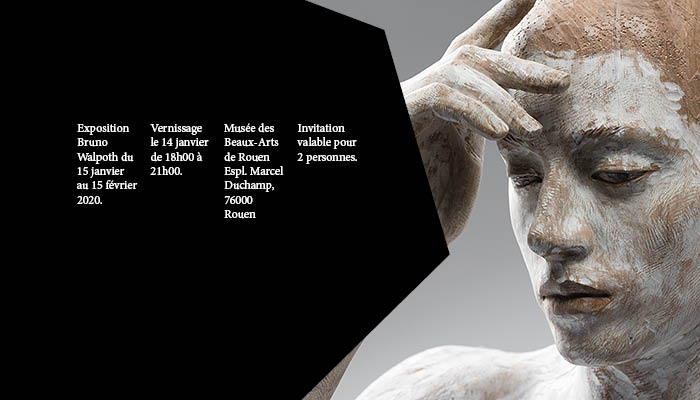 Exposition
Bruno
Walpoth du
15 janvier
au 15 février
2020.
Vernissage
le 14 janvier
de 18h00 à
21h00.
Musée des
Beaux-Arts
de Rouen
Espl. Marcel
Duchamp,
76000
Rouen
Invitation
valable pour
2 personnes.